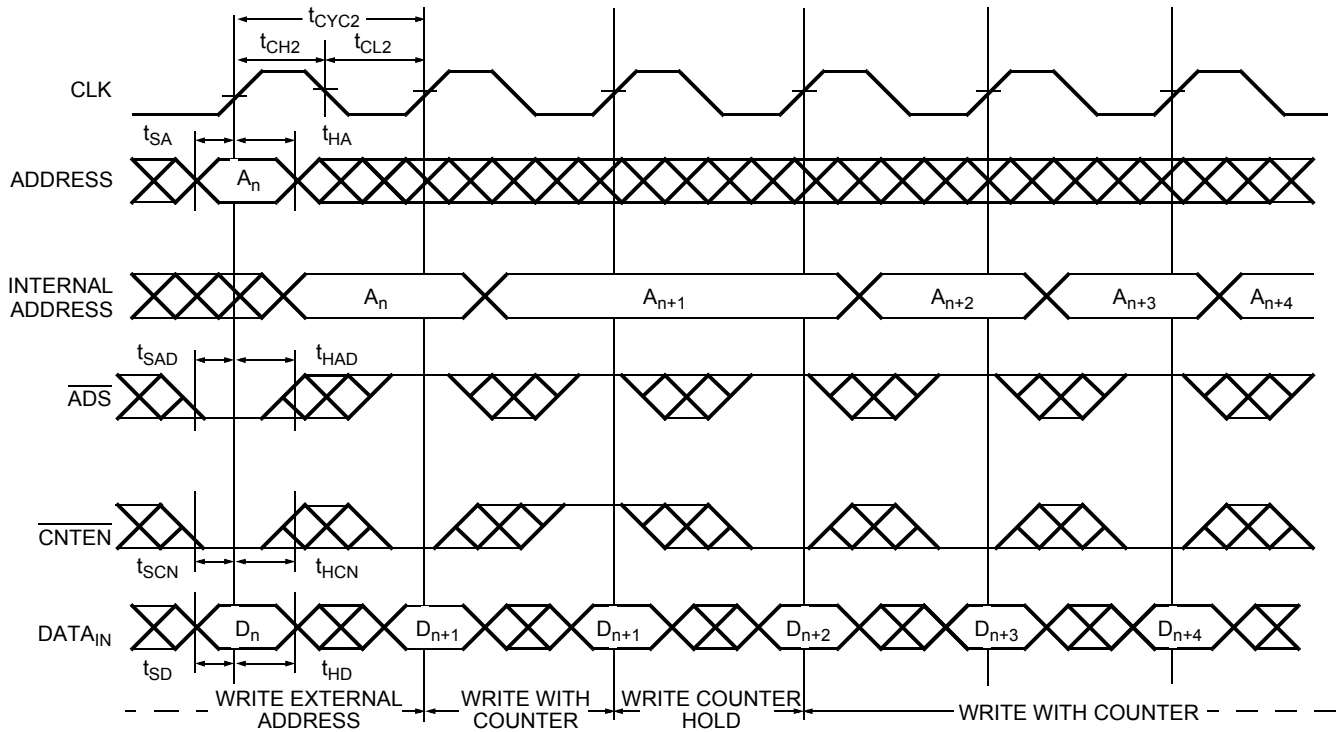 tCYC2
tCH2 tCL2
CLK
tSA tHA
ADDRESS An
INTERNAL
ADDRESS An An+1 An+2 An+3 An+4
tSAD tHAD
ADS
CNTEN
tSCN tHCN
DATAIN Dn Dn+1 Dn+1 Dn+2 Dn+3 Dn+4
tSD tHD
WRITE EXTERNAL
ADDRESS
WRITE WITH
COUNTER
WRITE COUNTER
HOLD
WRITE WITH COUNTER